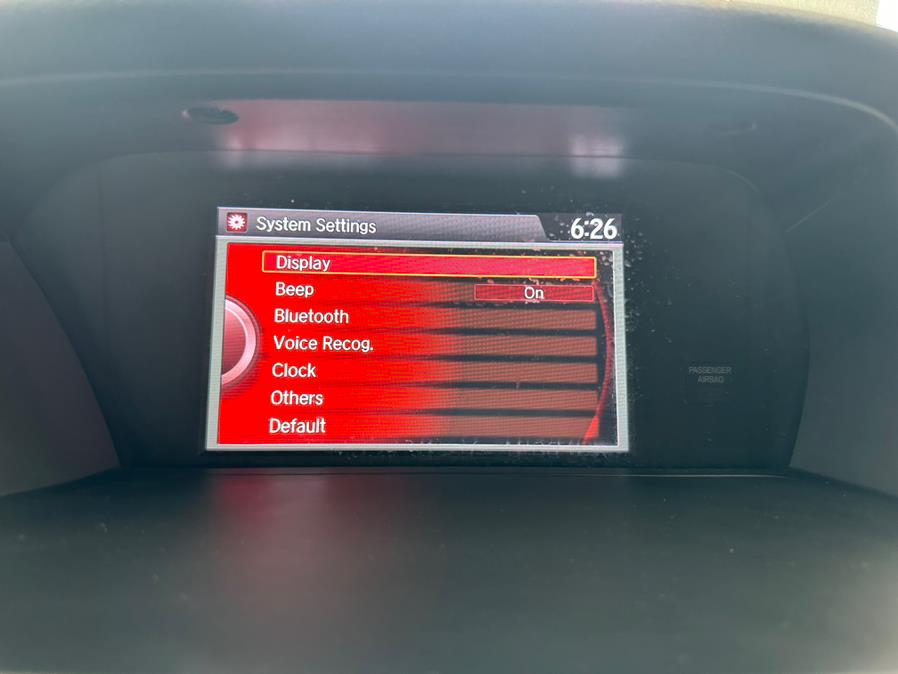 System Settings 6:26
Display
Beep On
Bluetooth
Voice Recog.
Clock
Others
Default
PASSENGER
AIRBAG